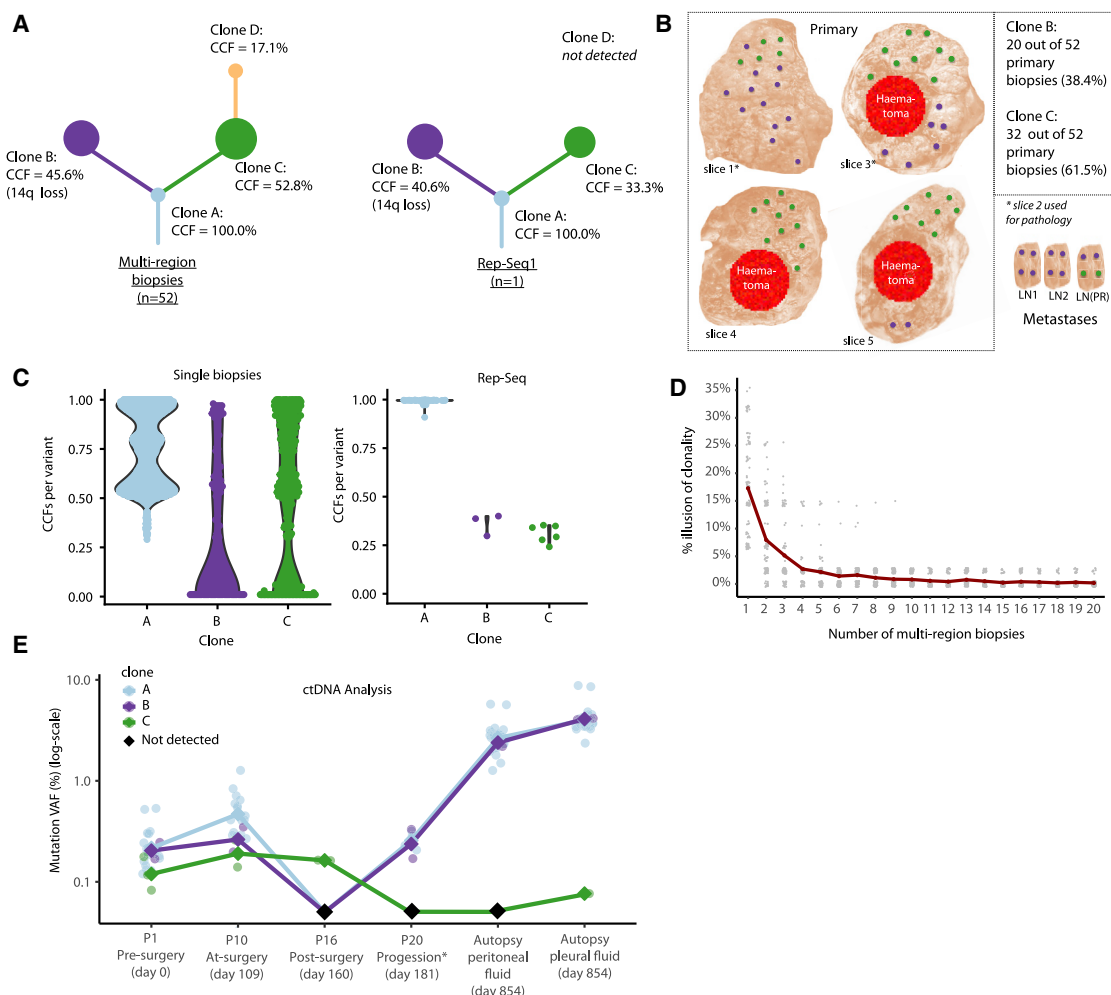 A
Clone D:
CCF = 17.1%
Clone B:
CCF = 45.6%
(14q loss)
Clone C:
CCF = 52.8%
Clone A:
CCF = 100.0%
Multi-region
biopsies
(n=52)
Clone D:
not detected
Clone B:
CCF = 40.6%
(14q loss)
Clone C:
CCF = 33.3%
Clone A:
CCF = 100.0%
Rep-Seq1
(n=1)
B
Primary
slice 1*
Haema-
toma
slice 3*
Haema-
toma
slice 4
Haema-
toma
slice 5
Clone B:
20 out of 52
primary
biopsies (38.4%)
Clone C:
32 out of 52
primary
biopsies (61.5%)
* slice 2 used
for pathology
LN1 LN2 LN(PR)
Metastases
C
Single biopsies
CCFs per variant
1.00
0.75
0.50
0.25
0.00
A B C
Clone
Rep-Seq
CCFs per variant
1.00
0.75
0.50
0.25
0.00
A B C
Clone
D
% illusion of clonality
35%
30%
25%
20%
15%
10%
5%
0%
1 2 3 4 5 6 7 8 9 10 11 12 13 14 15 16 17 18 19 20
Number of multi-region biopsies
E
ctDNA Analysis
clone
A
B
C
Not detected
Mutation VAF (%) (log-scale)
10.0
1.0
0.1
P1
Pre-surgery
(day 0)
P10
At-surgery
(day 109)
P16
Post-surgery
(day 160)
P20
Progession*
(day 181)
Autopsy
peritoneal
fluid
(day 854)
Autopsy
pleural fluid
(day 854)